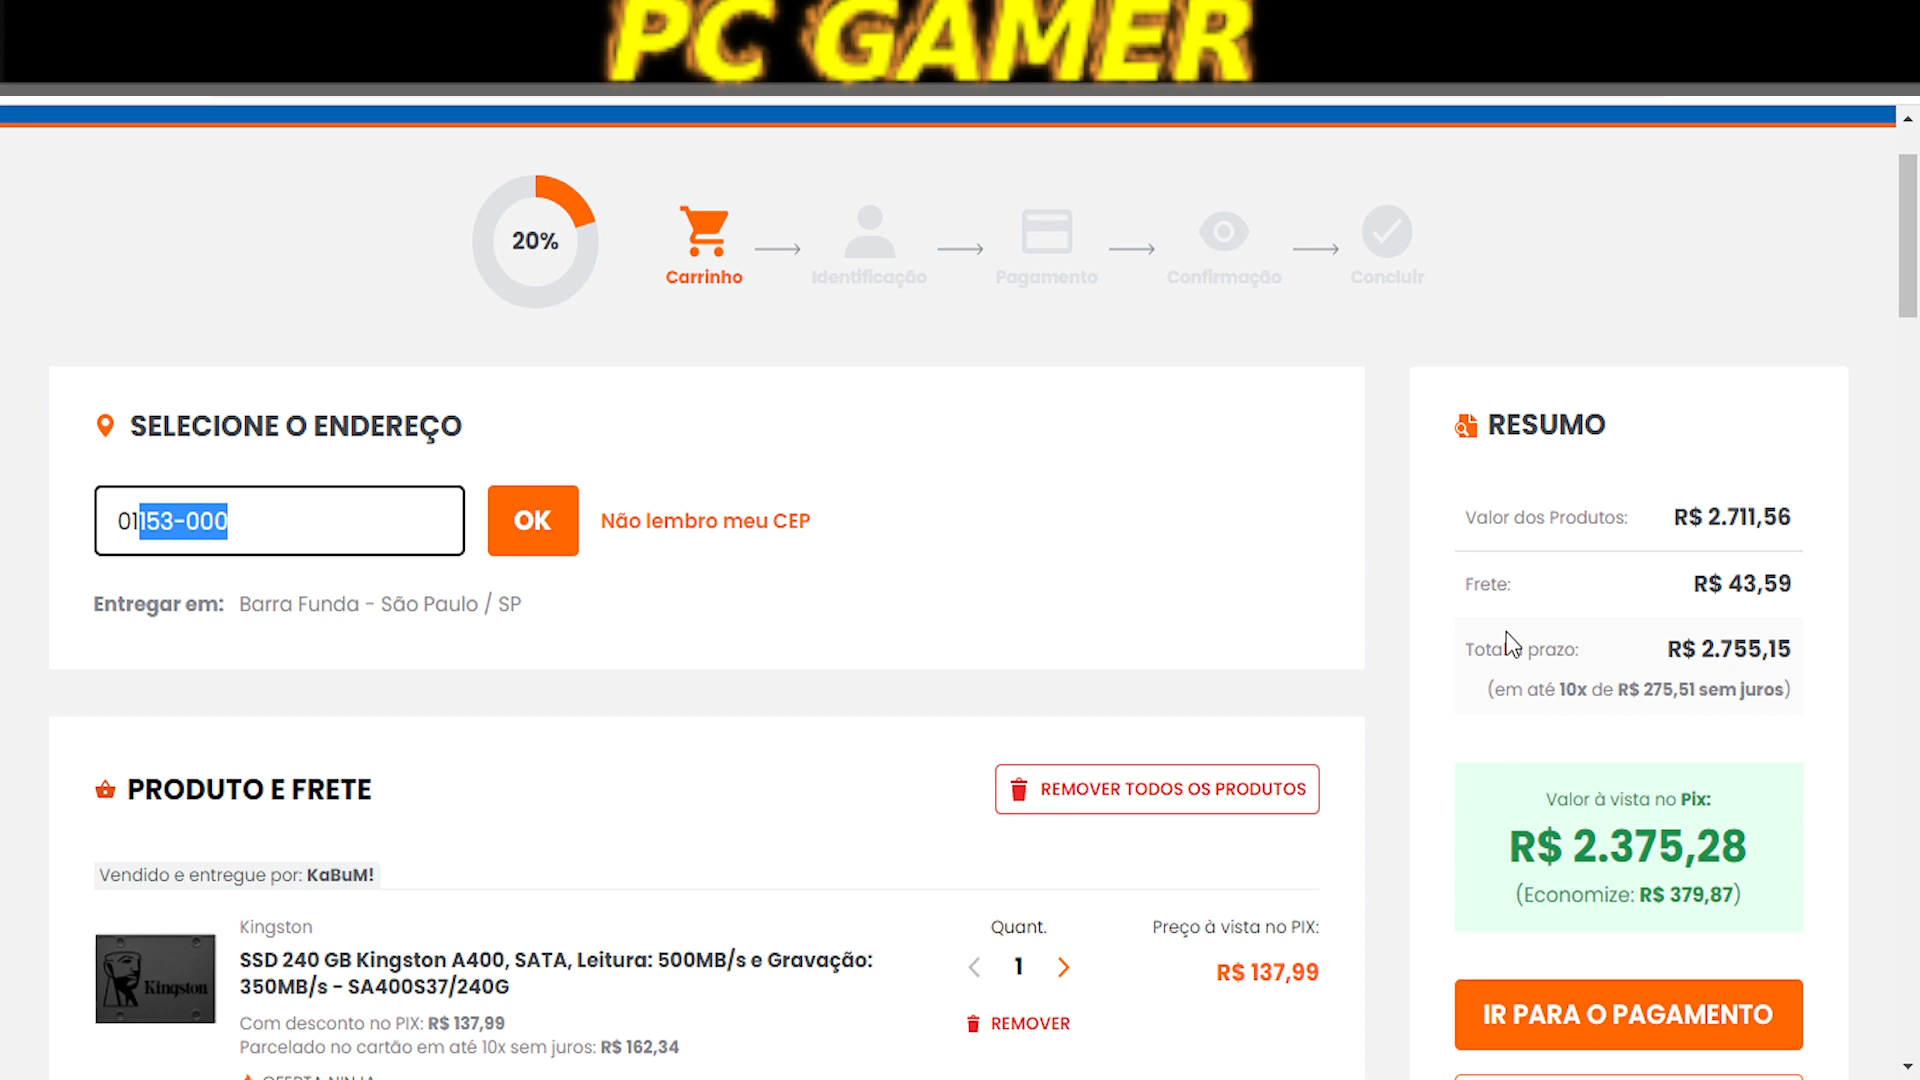 PC GAMER
20%
Carrinho
Identificação
Pagamento
Confirmação
Concluir
SELECIONE O ENDEREÇO
01153-000
OK
Não lembro meu CEP
Entregar em: Barra Funda - São Paulo / SP
PRODUTO E FRETE
REMOVER TODOS OS PRODUTOS
Vendido e entregue por: KaBuM!
Kingston
Kingston
SSD 240 GB Kingston A400, SATA, Leitura: 500MB/s e Gravação:
350MB/s - SA400S37/240G
Com desconto no PIX: R$ 137,99
Parcelado no cartão em até 10x sem juros: R$ 162,34
OFERTA NINJA
Quant.
1
REMOVER
Preço à vista no PIX:
R$ 137,99
RESUMO
Valor dos Produtos: R$ 2.711,56
Frete: R$ 43,59
Total prazo: R$ 2.755,15
(em até 10x de R$ 275,51 sem juros)
Valor à vista no Pix:
R$ 2.375,28
(Economize: R$ 379,87)
IR PARA O PAGAMENTO